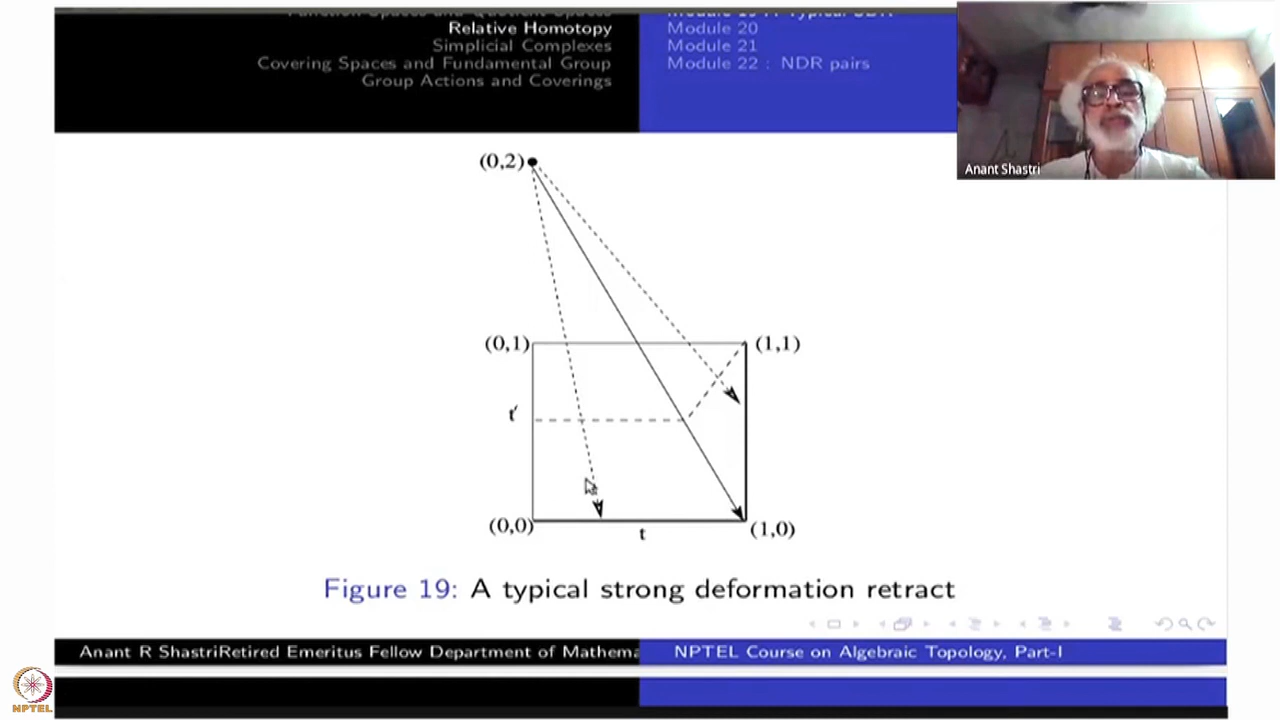 Relative Homotopy
Simplicial Complexes
Covering Spaces and Fundamental Group
Group Actions and Coverings
Module 20
Module 21
Module 22 : NDR pairs
Anant Shastri
(0,2)
(0,1)
(1,1)
t'
(0,0)
t
(1,0)
Figure 19: A typical strong deformation retract
Anant R ShastriRetired Emeritus Fellow Department of Mathema
NPTEL Course on Algebraic Topology, Part-I
NPTEL